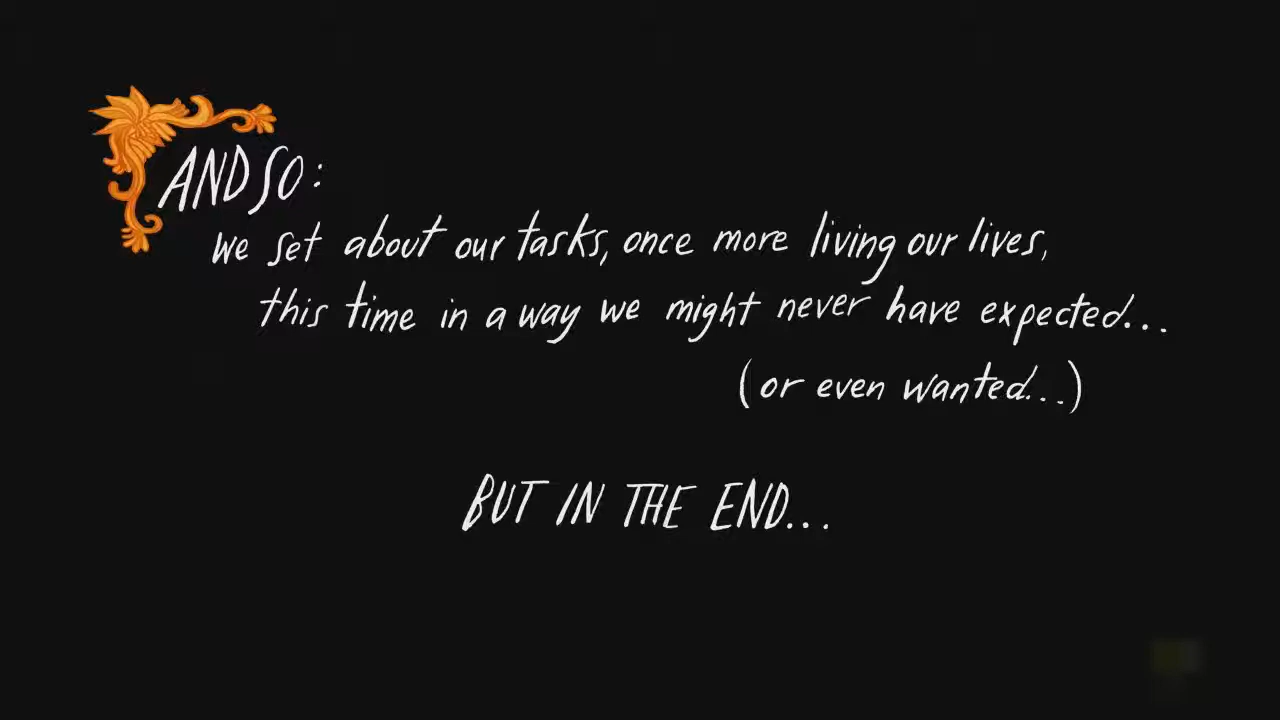 AND SO:
we set about our tasks, once more living our lives,
this time in a way we might never have expected...
(or even wanted...)
BUT IN THE END...